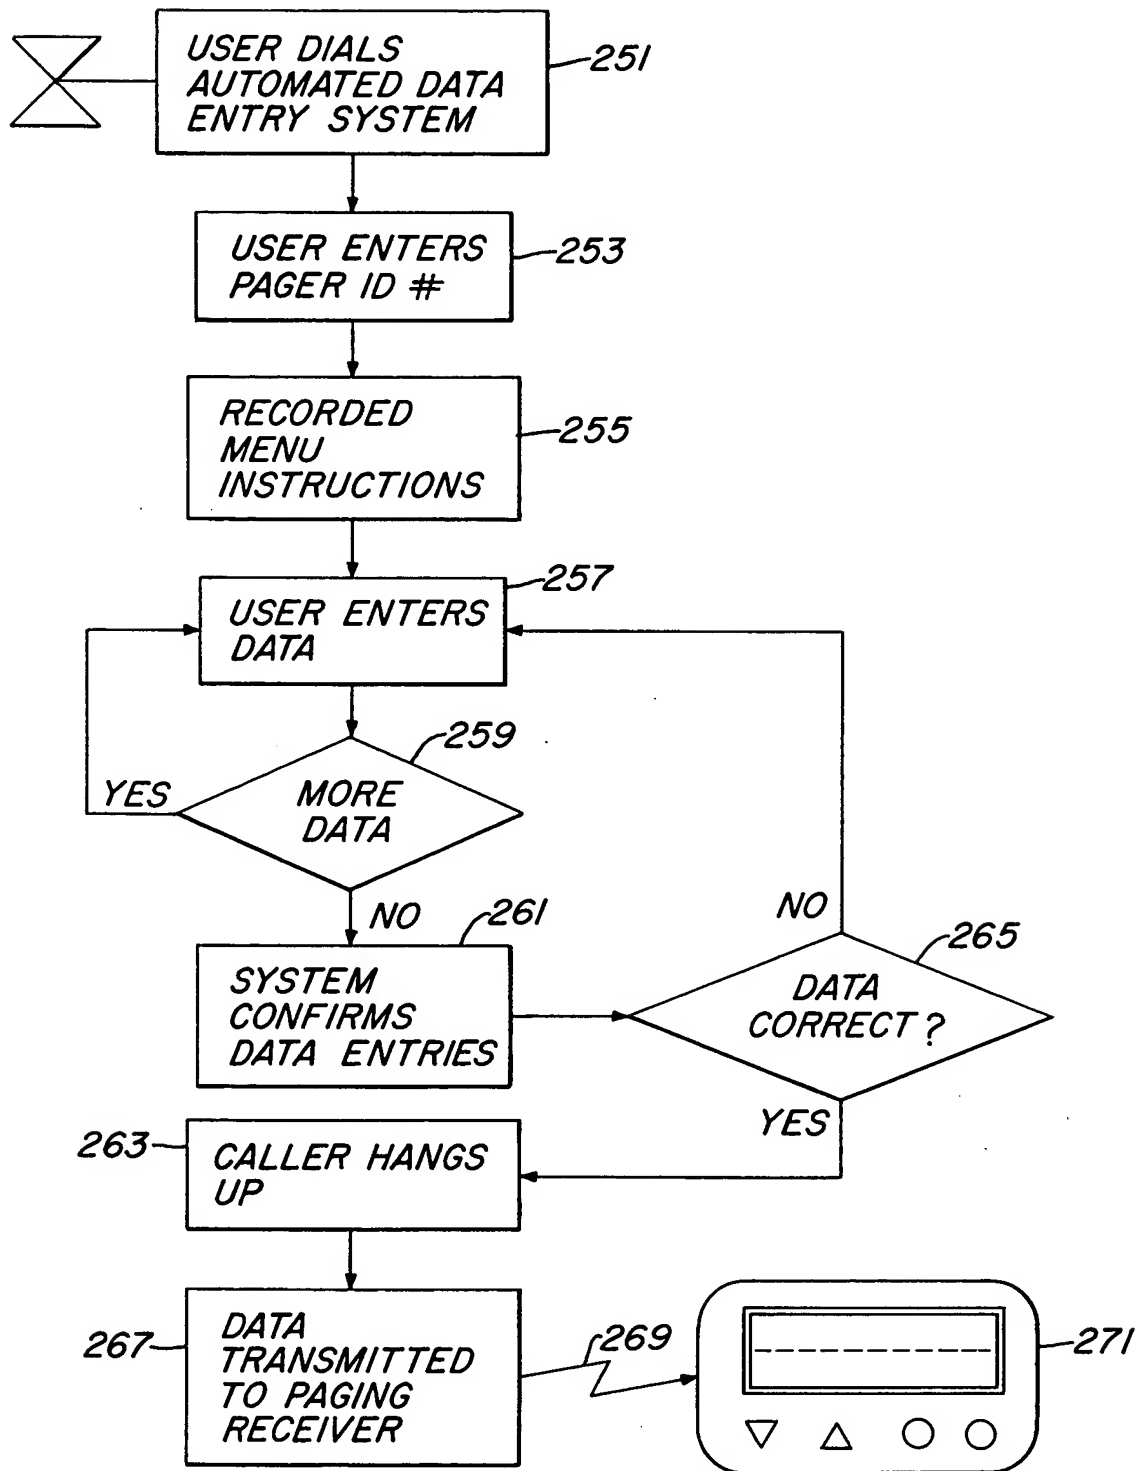 USER DIALS
AUTOMATED DATA
ENTRY SYSTEM
251
USER ENTERS
PAGER ID #
253
RECORDED
MENU
INSTRUCTIONS
255
257
USER ENTERS
DATA
259
YES
MORE
DATA
NO
261
NO
265
SYSTEM
CONFIRMS
DATA ENTRIES
DATA
CORRECT?
YES
263
CALLER HANGS
UP
267
DATA
TRANSMITTED
TO PAGING
RECEIVER
269
271